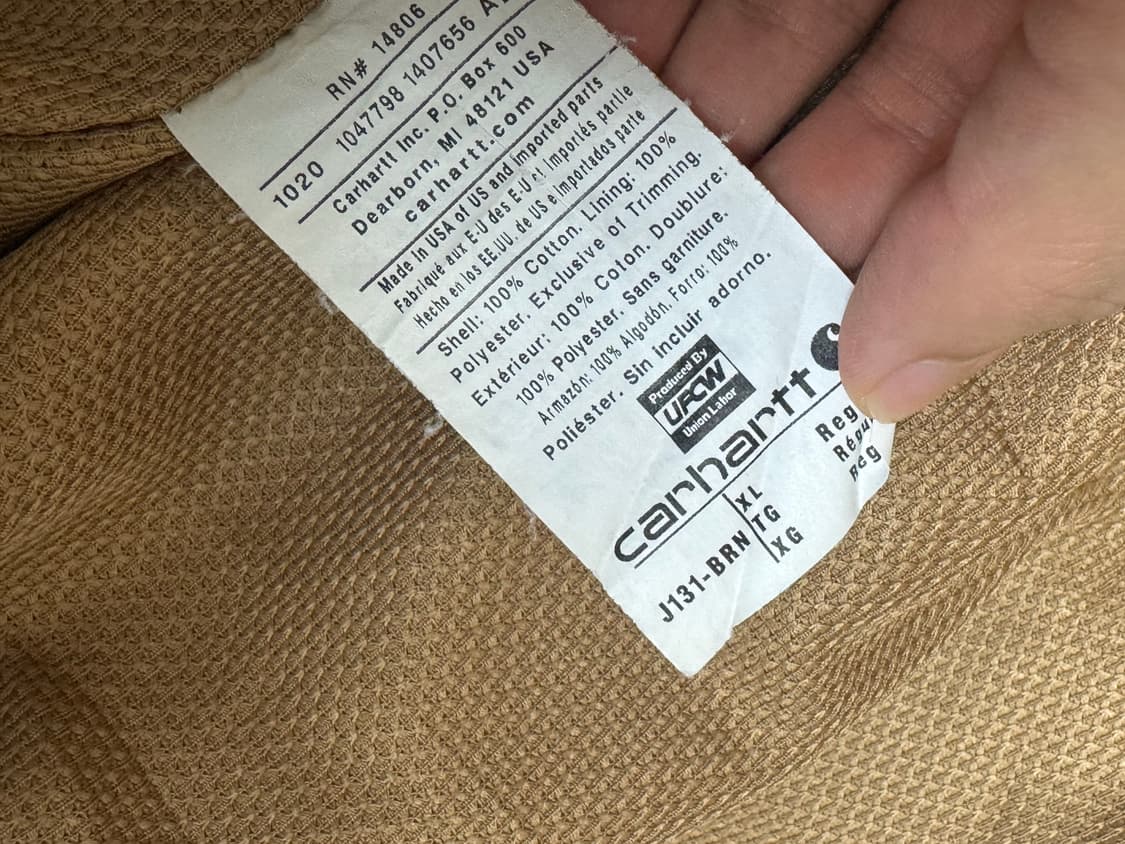 RN# 14806
1020 1047798 1407656
Carhartt Inc. P.O. Box 600
Dearborn, MI 48121 USA
carhartt.com
Made in USA of US and Imported parts
Fabriqué aux E-U des E-U et Importés partie
Hecho en los EE.UU. de US e Importados parte
Shell: 100% Cotton. Lining: 100%
Polyester. Exclusive of Trimming.
Extérieur: 100% Coton. Doublure:
100% Polyester. Sans garniture.
Armazón: 100% Algodón. Forro: 100%
Poliéster. Sin Incluir adorno.
Produced By
UFCW
Union Labor
carhartt
J131-BRN
XL
TG
XG
Reg
Régu
Reg